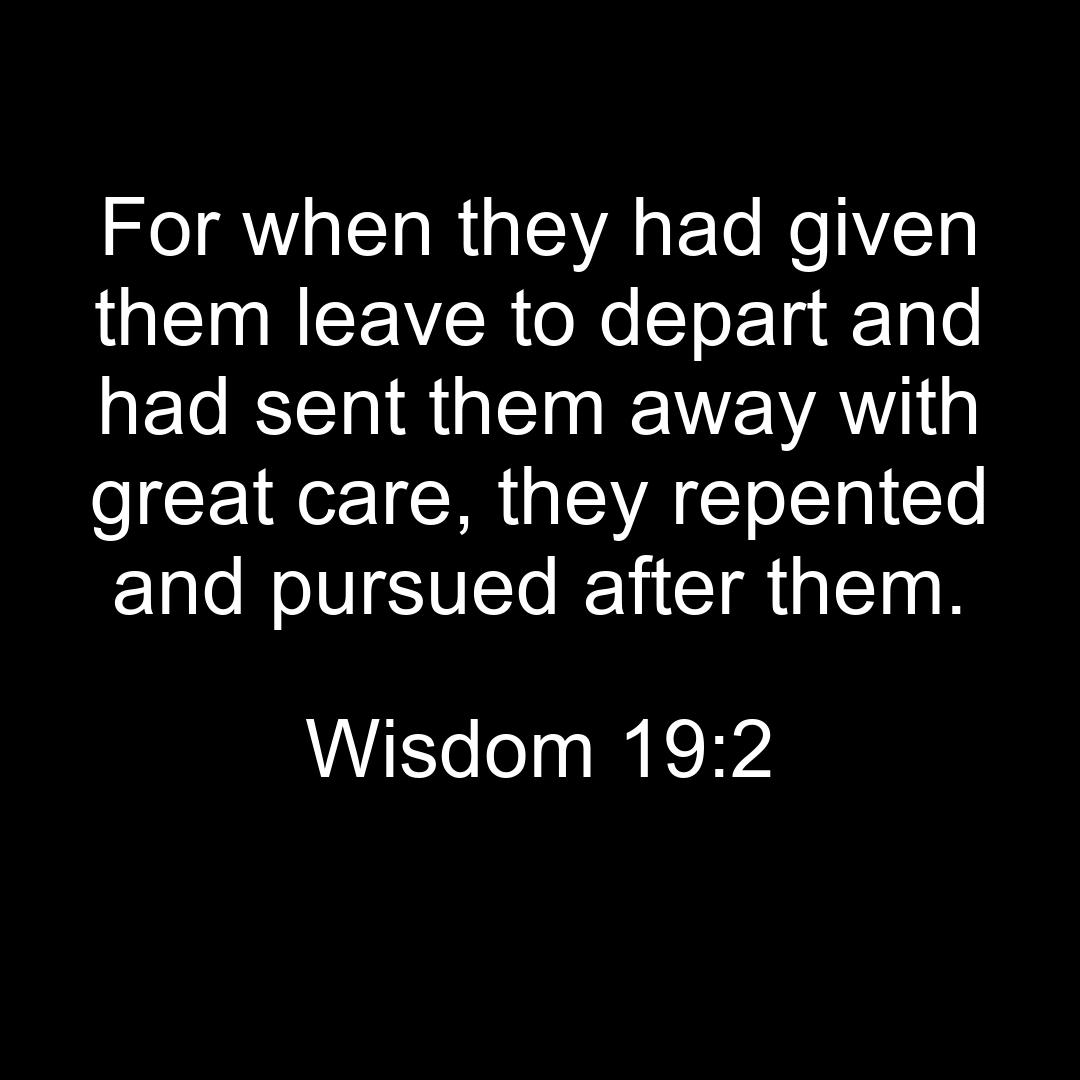 For when they had given
them leave to depart and
had sent them away with
great care, they repented
and pursued after them.
Wisdom 19:2